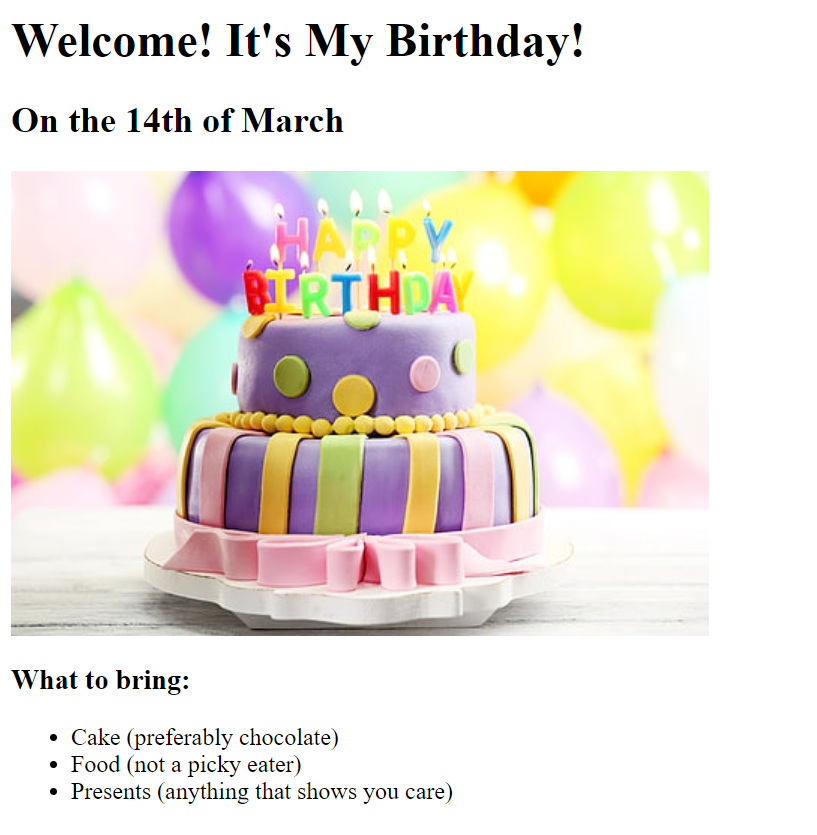 Welcome! It's My Birthday!
On the 14th of March
HAPPY
BIRTHDAY
What to bring:
Cake (preferably chocolate)
Food (not a picky eater)
Presents (anything that shows you care)